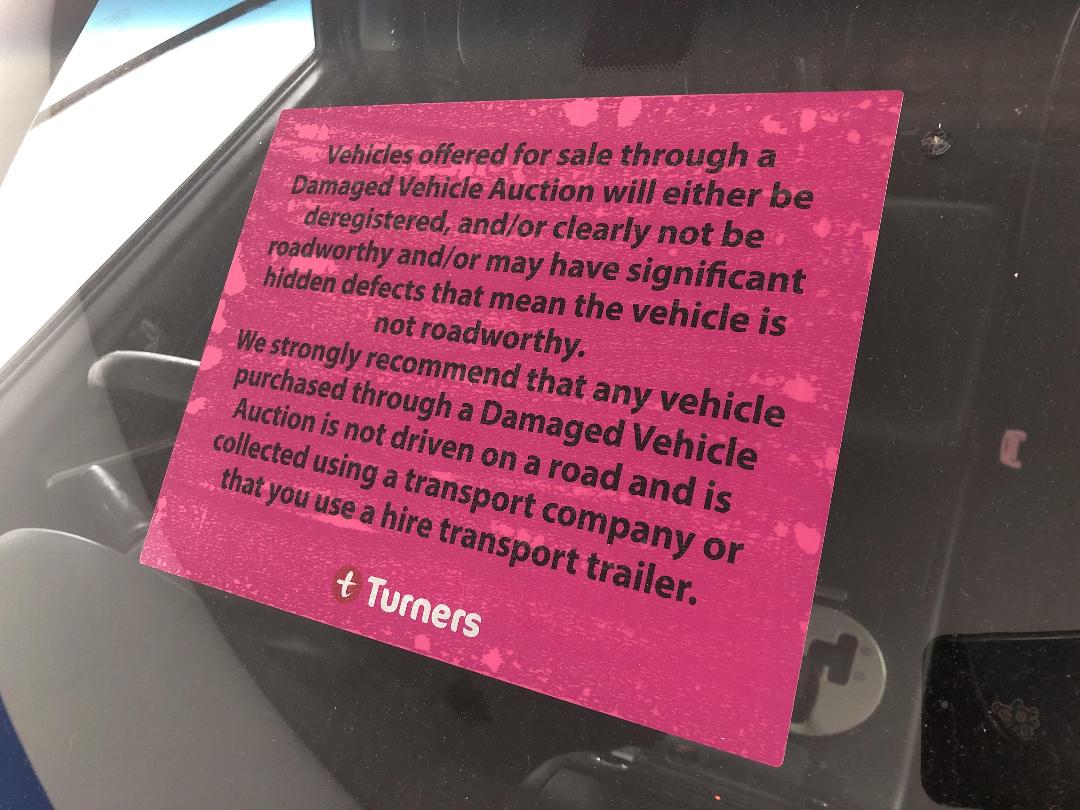 Vehicles offered for sale through a
Damaged Vehicle Auction will either be
deregistered, and/or clearly not be
roadworthy and/or may have significant
hidden defects that mean the vehicle is
not roadworthy.
We strongly recommend that any vehicle
purchased through a Damaged Vehicle
Auction is not driven on a road and is
collected using a transport company or
that you use a hire transport trailer.
t Turners